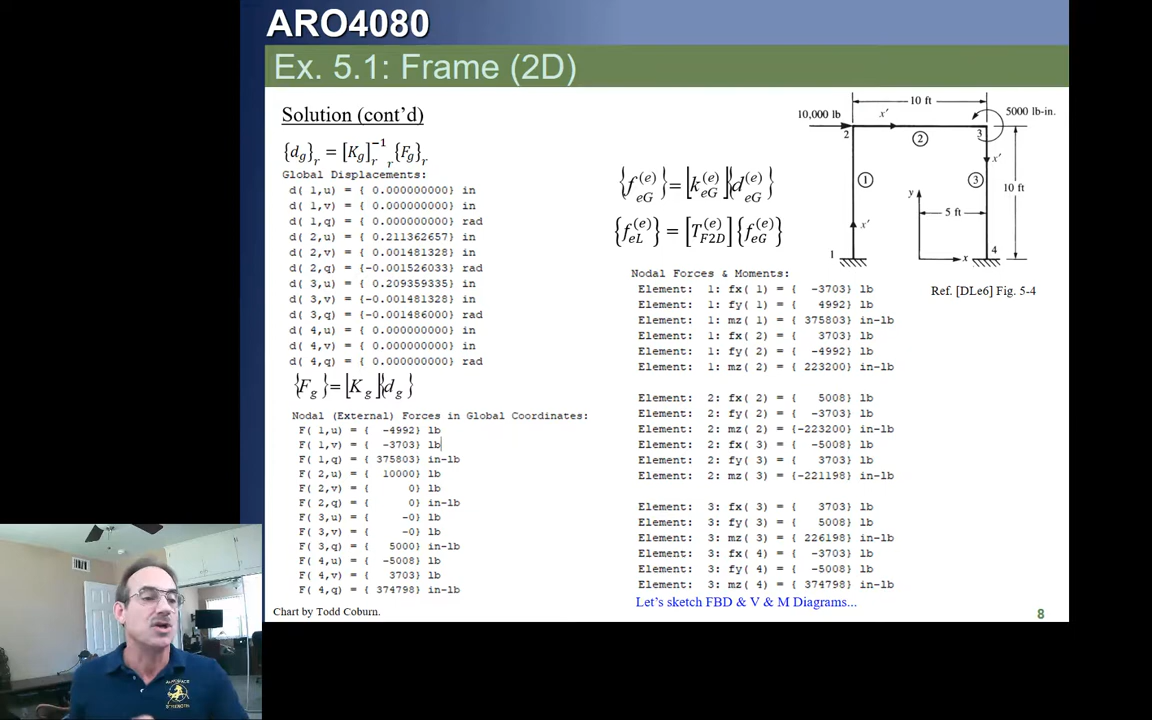 ARO4080
Ex. 5.1: Frame (2D)
Solution (cont'd)
{d_g}_r = [K_g]_r^-1 {F_g}_r
Global Displacements:
d( 1,u) = { 0.000000000} in
d( 1,v) = { 0.000000000} in
d( 1,q) = { 0.000000000} rad
d( 2,u) = { 0.211362657} in
d( 2,v) = { 0.001481328} in
d( 2,q) = {-0.001526033} rad
d( 3,u) = { 0.209359335} in
d( 3,v) = {-0.001481328} in
d( 3,q) = {-0.001486000} rad
d( 4,u) = { 0.000000000} in
d( 4,v) = { 0.000000000} in
d( 4,q) = { 0.000000000} rad
{F_g}=[K_g]{d_g}
Nodal (External) Forces in Global Coordinates:
F( 1,u) = { -4992} lb
F( 1,v) = { -3703} lb
F( 1,q) = { 375803} in-lb
F( 2,u) = { 10000} lb
F( 2,v) = { 0} lb
F( 2,q) = { 0} in-lb
F( 3,u) = { -0} lb
F( 3,v) = { -0} lb
F( 3,q) = { 5000} in-lb
F( 4,u) = { -5008} lb
F( 4,v) = { 3703} lb
F( 4,q) = { 374798} in-lb
Chart by Todd Coburn.
{f_eG^(e)}=[k_eG^(e)]{d_eG^(e)}
{f_eL^(e)} = [T_F2D^(e)]{f_eG^(e)}
Nodal Forces & Moments:
Element: 1: fx( 1) = { -3703} lb
Element: 1: fy( 1) = { 4992} lb
Element: 1: mz( 1) = { 375803} in-lb
Element: 1: fx( 2) = { 3703} lb
Element: 1: fy( 2) = { -4992} lb
Element: 1: mz( 2) = { 223200} in-lb
Element: 2: fx( 2) = { 5008} lb
Element: 2: fy( 2) = { -3703} lb
Element: 2: mz( 2) = {-223200} in-lb
Element: 2: fx( 3) = { -5008} lb
Element: 2: fy( 3) = { 3703} lb
Element: 2: mz( 3) = {-221198} in-lb
Element: 3: fx( 3) = { 3703} lb
Element: 3: fy( 3) = { 5008} lb
Element: 3: mz( 3) = { 226198} in-lb
Element: 3: fx( 4) = { -3703} lb
Element: 3: fy( 4) = { -5008} lb
Element: 3: mz( 4) = { 374798} in-lb
Let's sketch FBD & V & M Diagrams...
10 ft
10,000 lb
x'
5000 lb-in.
2
2
3
1
3
x'
10 ft
y
5 ft
x'
1
x
4
Ref. [DLe6] Fig. 5-4
8